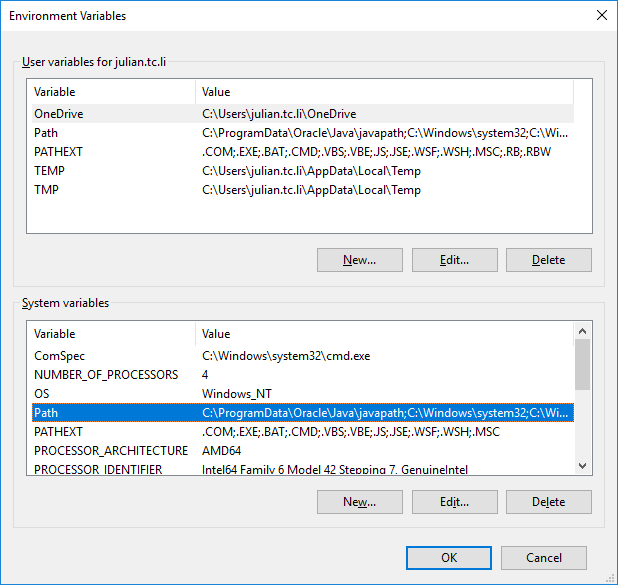 Environment Variables
User variables for julian.tc.li
Variable Value
OneDrive C:\Users\julian.tc.li\OneDrive
Path C:\ProgramData\Oracle\Java\javapath;C:\Windows\system32;C:\Wi...
PATHEXT .COM;.EXE;.BAT;.CMD;.VBS;.VBE;.JS;.JSE;.WSF;.WSH;.MSC;.RB;.RBW
TEMP C:\Users\julian.tc.li\AppData\Local\Temp
TMP C:\Users\julian.tc.li\AppData\Local\Temp
New... Edit... Delete
System variables
Variable Value
ComSpec C:\Windows\system32\cmd.exe
NUMBER_OF_PROCESSORS 4
OS Windows_NT
Path C:\ProgramData\Oracle\Java\javapath;C:\Windows\system32;C:\Wi...
PATHEXT .COM;.EXE;.BAT;.CMD;.VBS;.VBE;.JS;.JSE;.WSF;.WSH;.MSC
PROCESSOR_ARCHITECTURE AMD64
PROCESSOR_IDENTIFIER Intel64 Family 6 Model 42 Stepping 7, GenuineIntel
New... Edit... Delete
OK Cancel